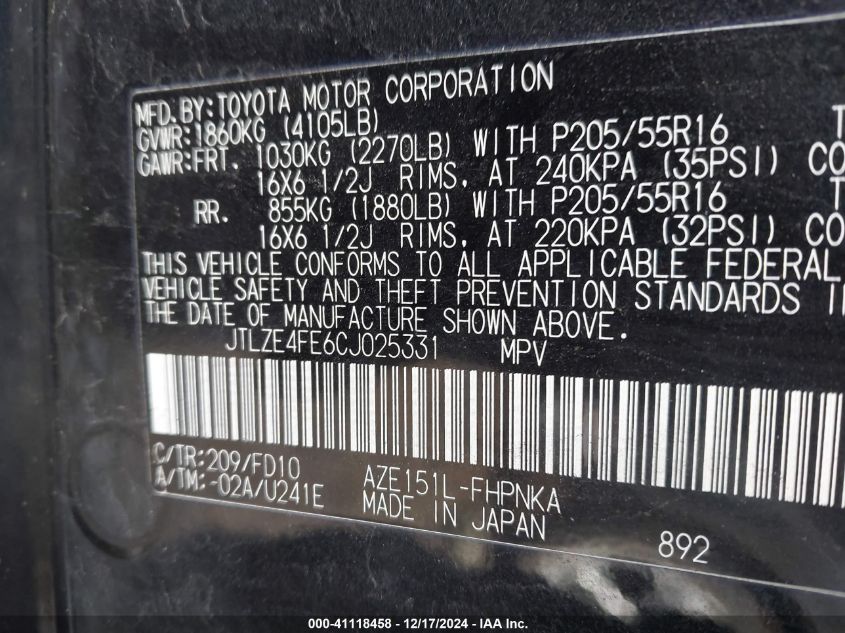 MFD.BY:TOYOTA MOTOR CORPORATION
GVWR:1860KG (4105LB)
GAWR:FRT. 1030KG (2270LB) WITH P205/55R16 T
16X6 1/2J RIMS, AT 240KPA (35PSI) CO
RR. 855KG (1880LB) WITH P205/55R16 T
16X6 1/2J RIMS, AT 220KPA (32PSI) CO
THIS VEHICLE CONFORMS TO ALL APPLICABLE FEDERAL
VEHICLE SAFETY AND THEFT PREVENTION STANDARDS I
THE DATE OF MANUFACTURE SHOWN ABOVE.
JTLZE4FE6CJ025331 MPV
C/TR:209/FD10 AZE151L-FHPNKA
A/TM:-02A/U241E MADE IN JAPAN
892
000-41118458 - 12/17/2024 - IAA Inc.